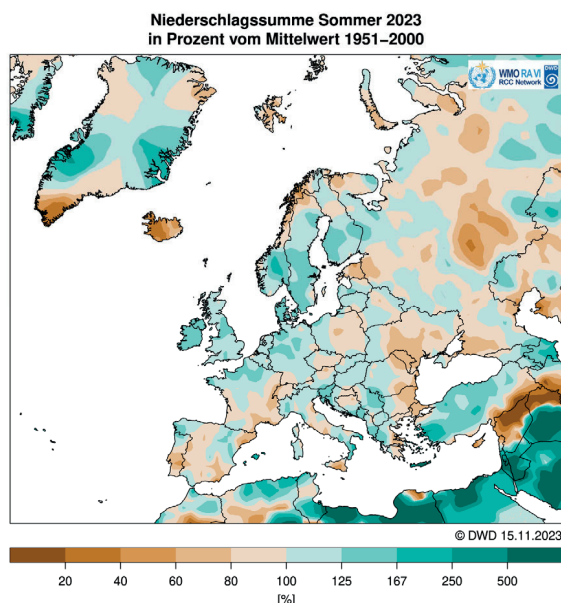 Niederschlagssumme Sommer 2023
in Prozent vom Mittelwert 1951–2000
WMO RA VI
RCC Network
DWD
© DWD 15.11.2023
20 40 60 80 100 125 167 250 500
[%]